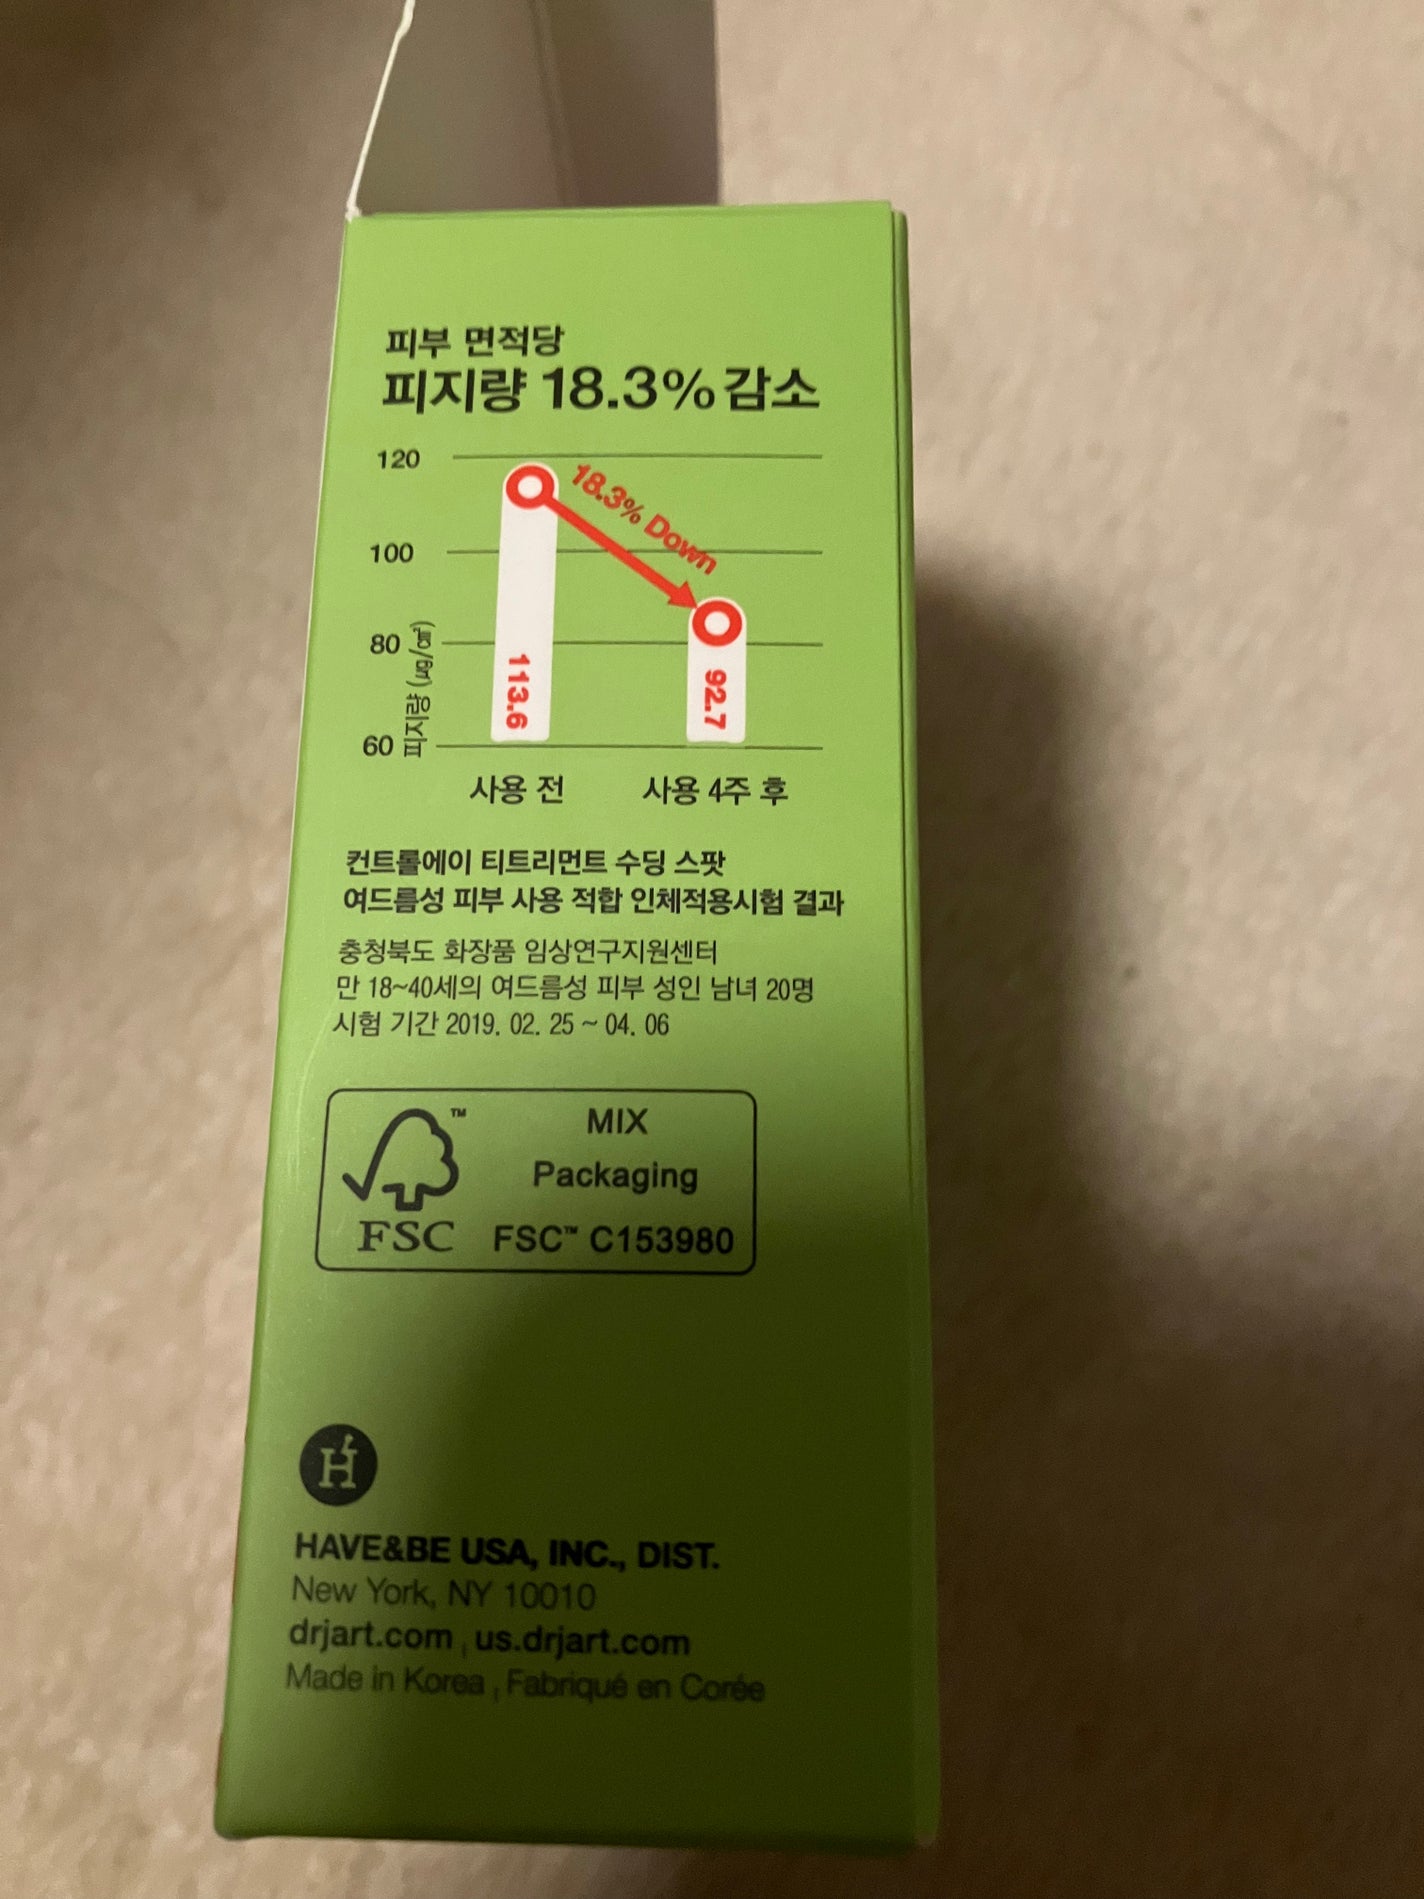 피부 면적당
피지량 18.3% 감소
120
100
80
60
피지량 (㎍/㎠)
18.3% Down
113.6
92.7
사용 전
사용 4주 후
컨트롤에이 티트리먼트 수딩 스팟
여드름성 피부 사용 적합 인체적용시험 결과
충청북도 화장품 임상연구지원센터
만 18~40세의 여드름성 피부 성인 남녀 20명
시험 기간 2019. 02. 25 ~ 04. 06
TM
FSC
MIX
Packaging
FSC™ C153980
H
HAVE&BE USA, INC., DIST.
New York, NY 10010
drjart.com | us.drjart.com
Made in Korea | Fabriqué en Corée